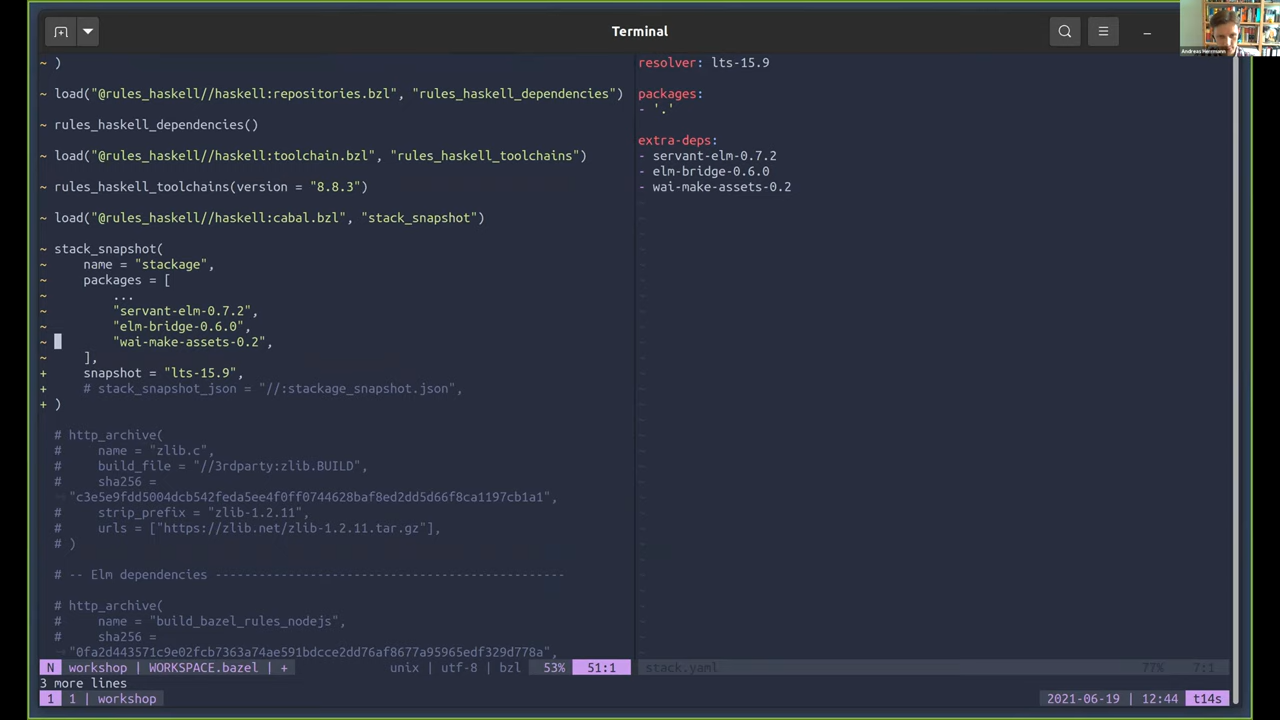 Terminal
Andreas Herrmann
~ )
~ load("@rules_haskell//haskell:repositories.bzl", "rules_haskell_dependencies")
~ rules_haskell_dependencies()
~ load("@rules_haskell//haskell:toolchain.bzl", "rules_haskell_toolchains")
~ rules_haskell_toolchains(version = "8.8.3")
~ load("@rules_haskell//haskell:cabal.bzl", "stack_snapshot")
~ stack_snapshot(
~ name = "stackage",
~ packages = [
~ ...
~ "servant-elm-0.7.2",
~ "elm-bridge-0.6.0",
~ "wai-make-assets-0.2",
~ ],
+ snapshot = "lts-15.9",
+ # stack_snapshot_json = "//:stackage_snapshot.json",
+ )
# http_archive(
# name = "zlib.c",
# build_file = "//3rdparty:zlib.BUILD",
# sha256 =
"c3e5e9fdd5004dcb542feda5ee4f0ff0744628baf8ed2dd5d66f8ca1197cb1a1",
# strip_prefix = "zlib-1.2.11",
# urls = ["https://zlib.net/zlib-1.2.11.tar.gz"],
# )
# -- Elm dependencies ------------------------------------------------
# http_archive(
# name = "build_bazel_rules_nodejs",
# sha256 =
"0fa2d443571c9e02fcb7363a74ae591bdcce2dd76af8677a95965edf329d778a",
N workshop | WORKSPACE.bazel | + unix | utf-8 | bzl 53% 51:1
3 more lines
1 1 | workshop
resolver: lts-15.9
packages:
- '.'
extra-deps:
- servant-elm-0.7.2
- elm-bridge-0.6.0
- wai-make-assets-0.2
stack.yaml 77% 7:1
2021-06-19 | 12:44 t14s